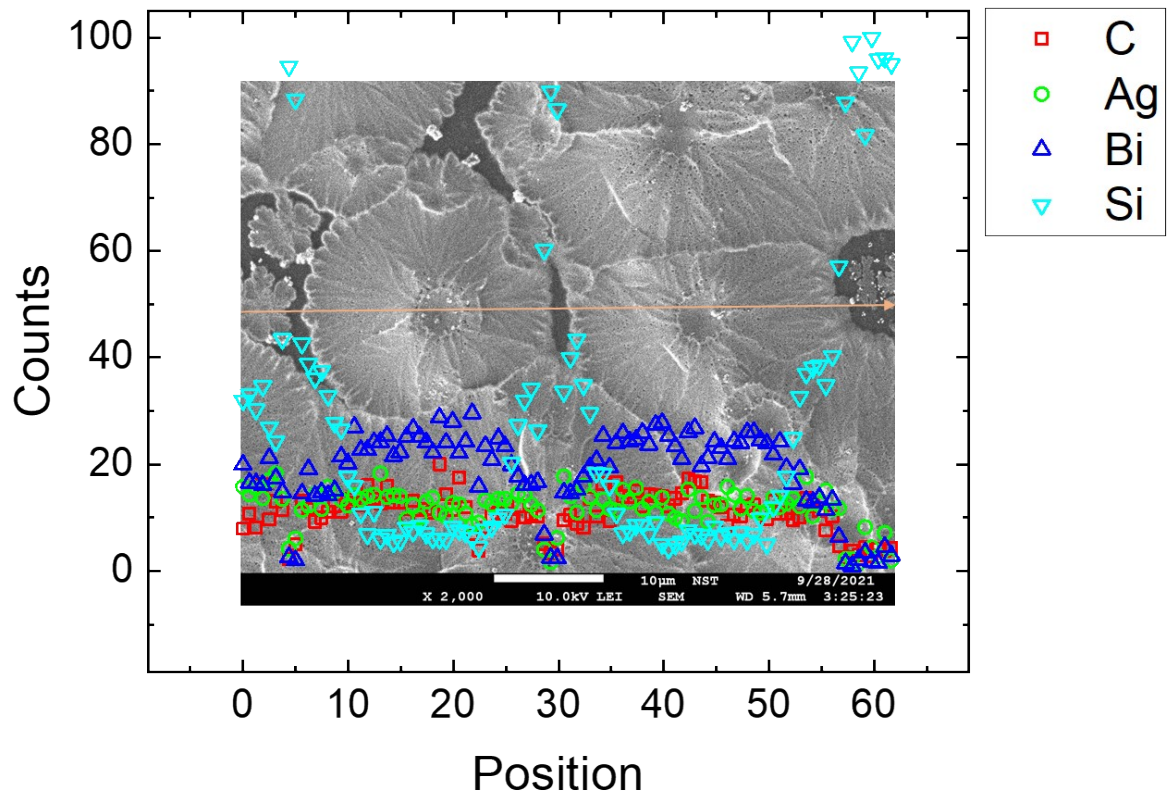 100
80
60
40
20
0
Counts
0 10 20 30 40 50 60
Position
C
Ag
Bi
Si
10μm NST 9/28/2021
X 2,000 10.0kV LEI SEM WD 5.7mm 3:25:23